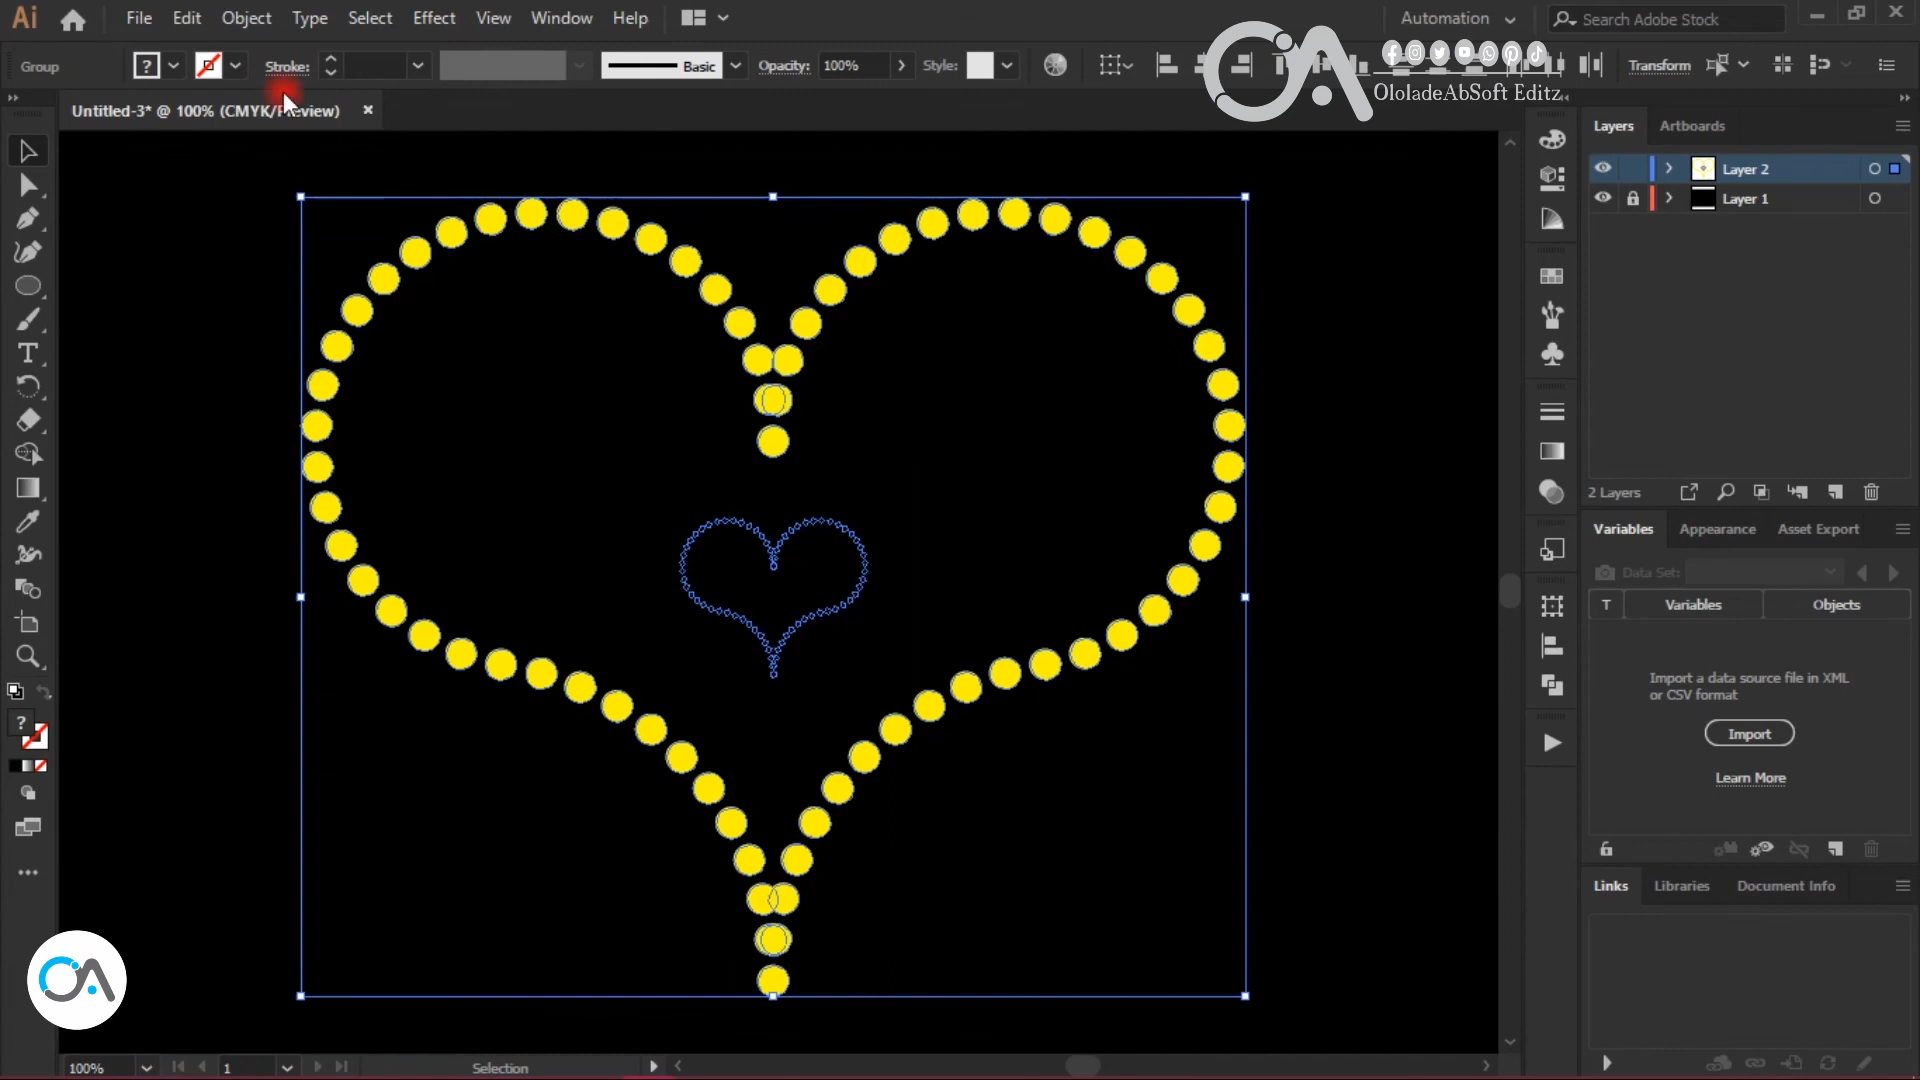 Ai File Edit Object Type Select Effect View Window Help Automation Search Adobe Stock
Group ? Stroke: Basic Opacity: 100% Style: Transform
OloladeAbSoft Editz
Untitled-3* @ 100% (CMYK/Preview)
Layers Artboards
Layer 2
Layer 1
2 Layers
Variables Appearance Asset Export
Data Set:
T Variables Objects
Import a data source file in XML
or CSV format
Import
Learn More
Links Libraries Document Info
100% 1 Selection